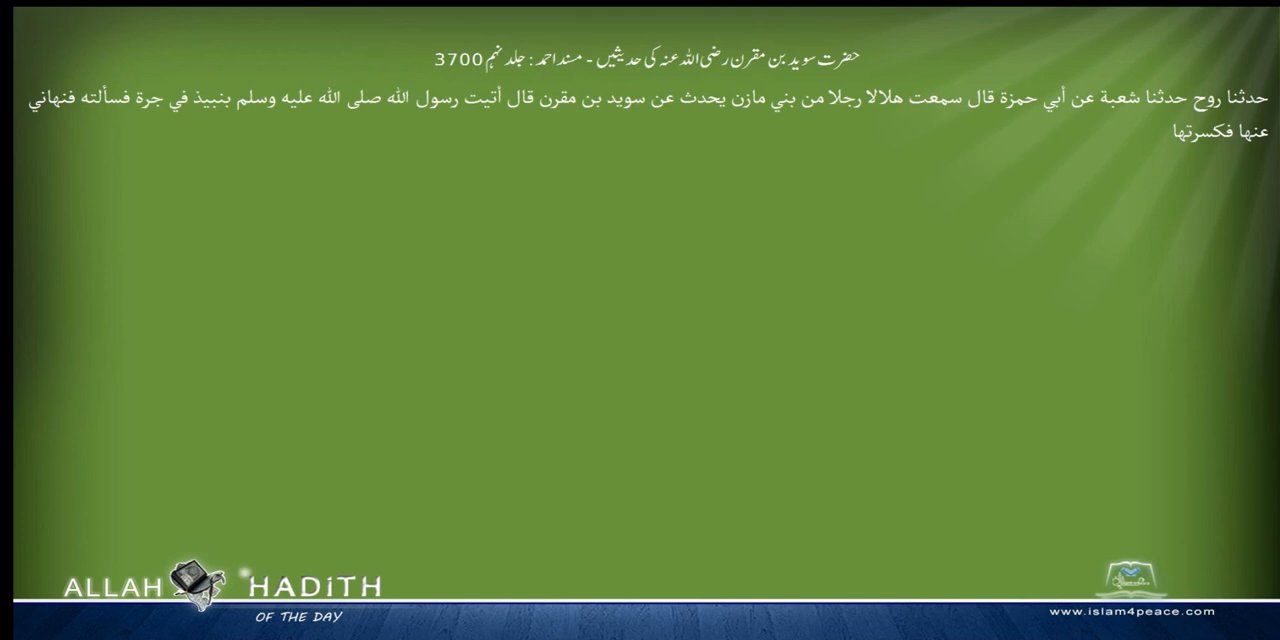 حضرت سوید بن مقرن رضی اللہ عنہ کی حدیثیں - مسند احمد : جلد نہم 3700
حدثنا روح حدثنا شعبة عن أبي حمزة قال سمعت هلالا رجلا من بني مازن يحدث عن سويد بن مقرن قال أتيت رسول الله صلى الله عليه وسلم بنبيذ في جرة فسألته فنهاني
عنها فكسرتها
ALLAH HADiTH
OF THE DAY
www.islam4peace.com